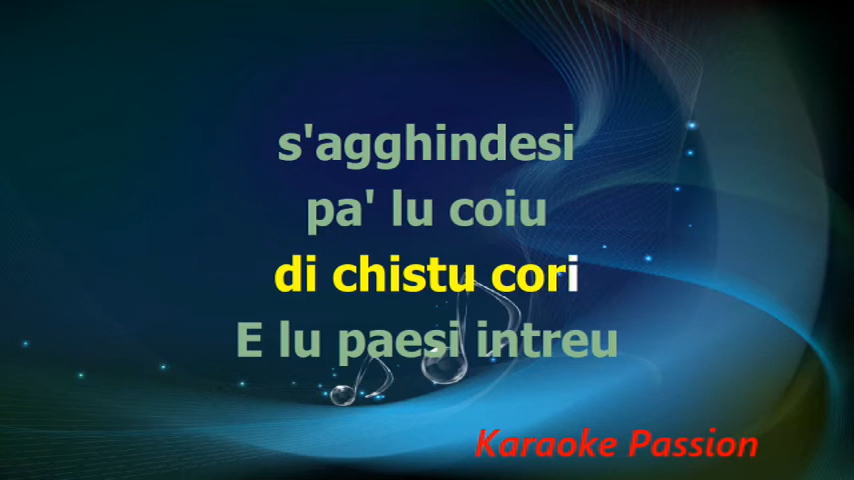 s'agghindesi
pa' lu coiu
di chistu cori
E lu paesi intreu
Karaoke Passion